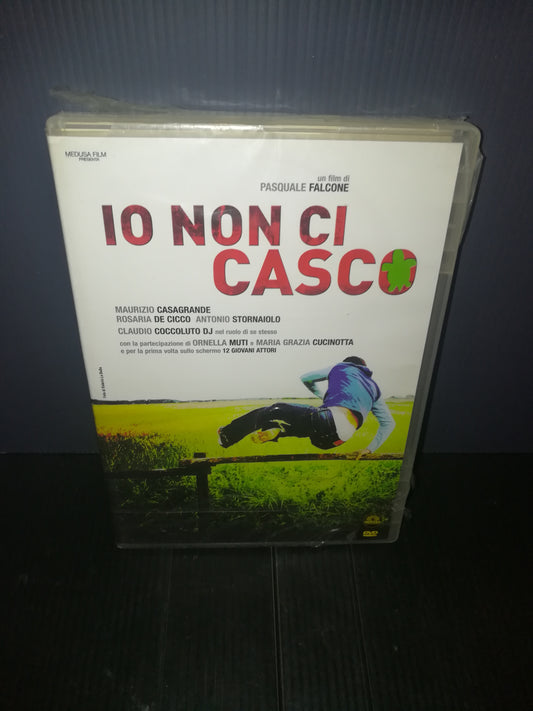 MEDUSA FILM
PRESENTA
un film di
PASQUALE FALCONE
IO NON CI
CASCO
MAURIZIO CASAGRANDE
ROSARIA DE CICCO ANTONIO STORNAIOLO
CLAUDIO COCCOLUTO DJ nel ruolo di se stesso
con la partecipazione di ORNELLA MUTI e MARIA GRAZIA CUCINOTTA
e per la prima volta sullo schermo 12 GIOVANI ATTORI
DVD